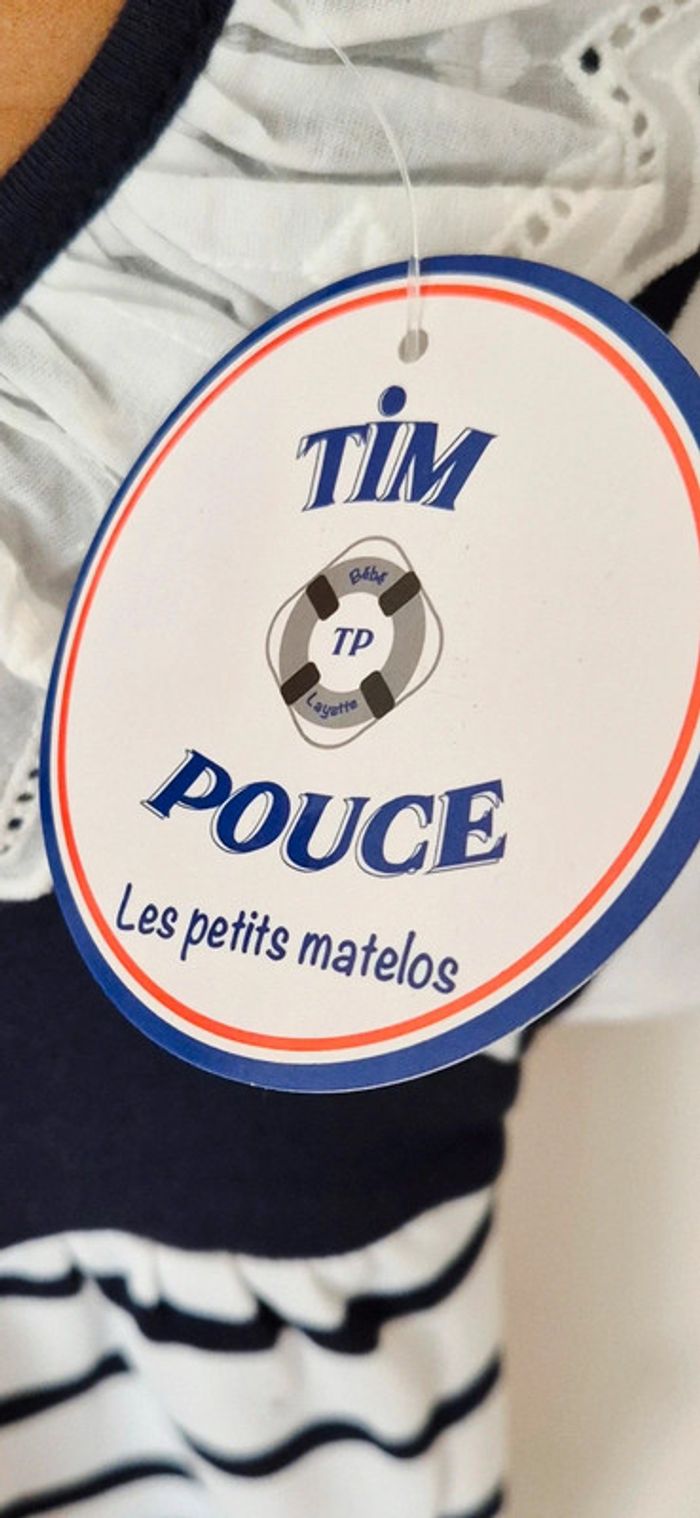 TIM
Bébé
TP
Layette
POUCE
Les petits matelos